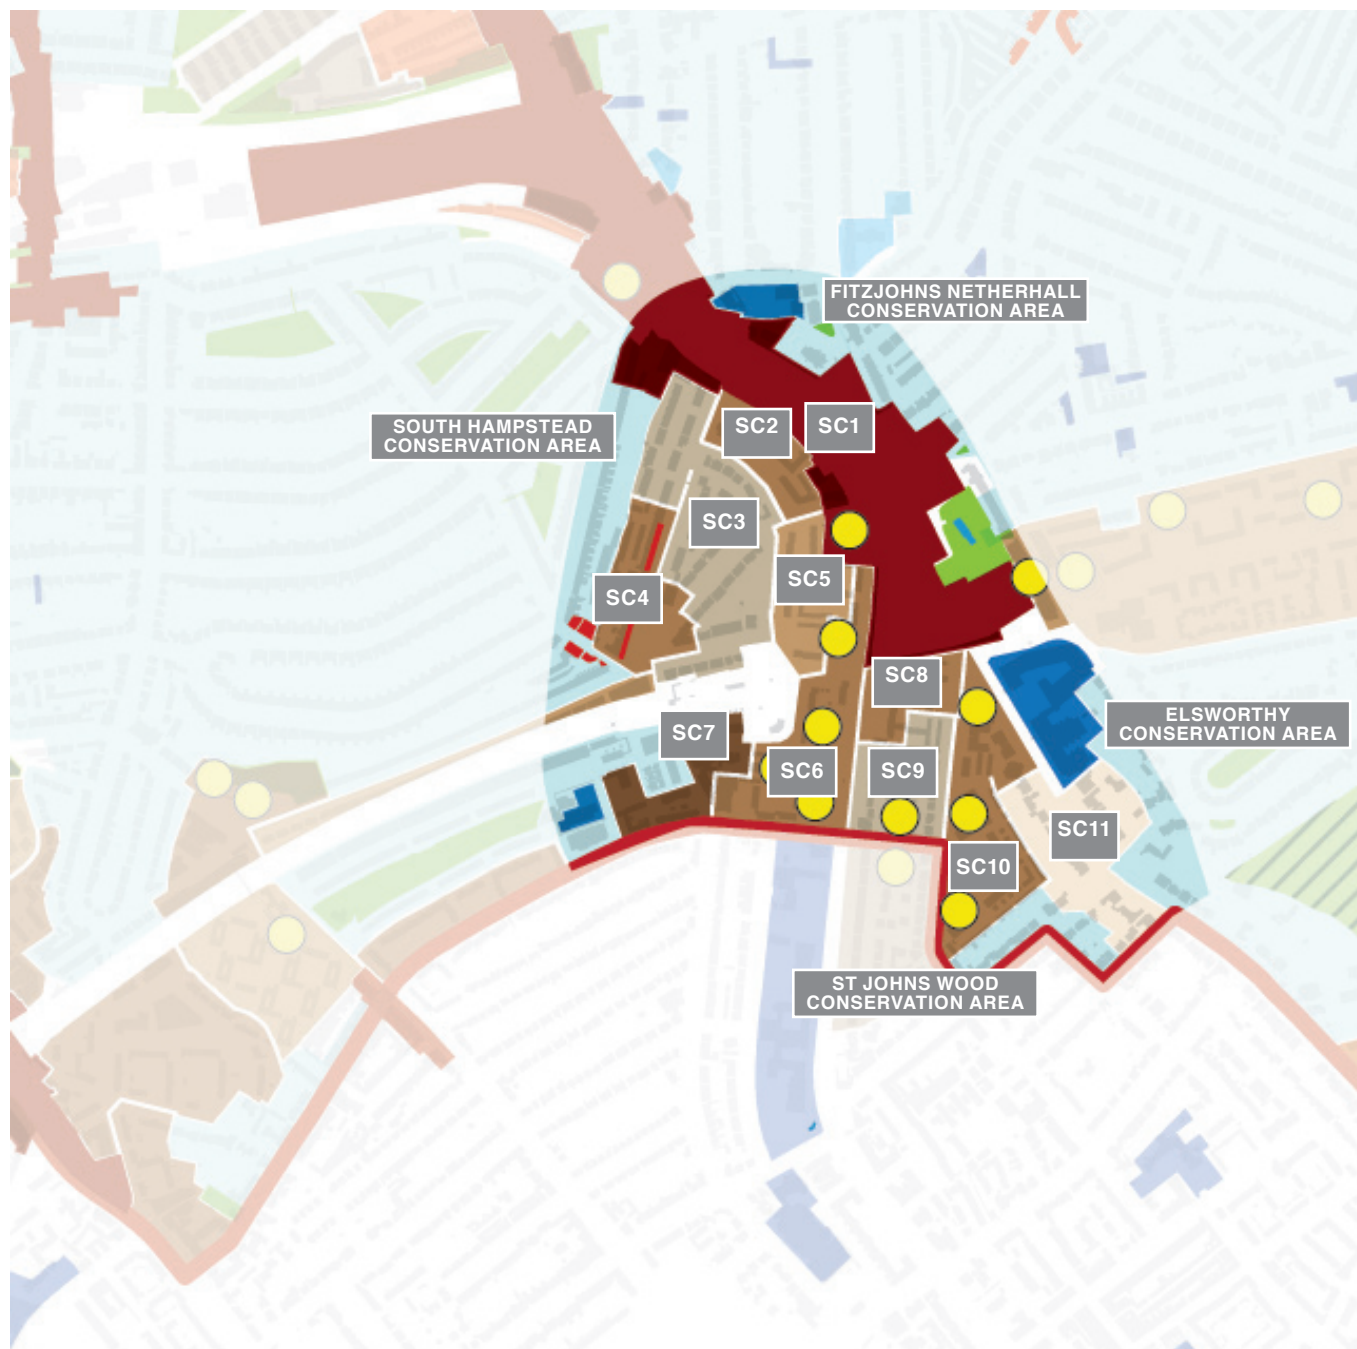 FITZJOHNS NETHERHALL
CONSERVATION AREA
SOUTH HAMPSTEAD
CONSERVATION AREA
SC2
SC1
SC3
SC5
SC4
SC8
SC7
ELSWORTHY
CONSERVATION AREA
SC6
SC9
SC11
SC10
ST JOHNS WOOD
CONSERVATION AREA